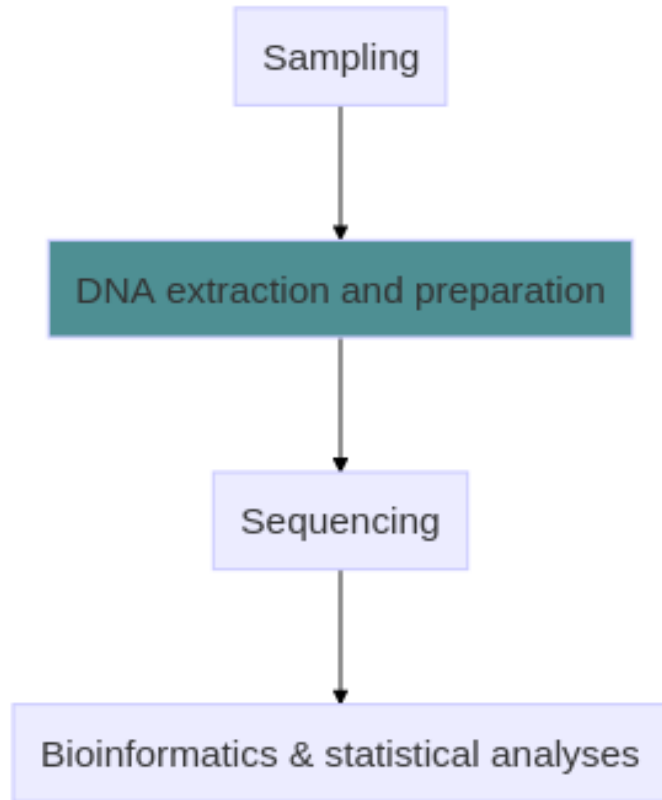 Sampling
DNA extraction and preparation
Sequencing
Bioinformatics & statistical analyses